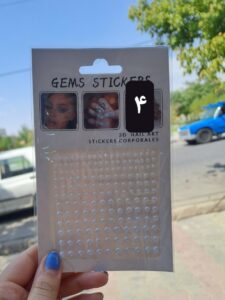 GEMS STICKERS
۴
3D NAIL ART
STICKERS CORPORALES